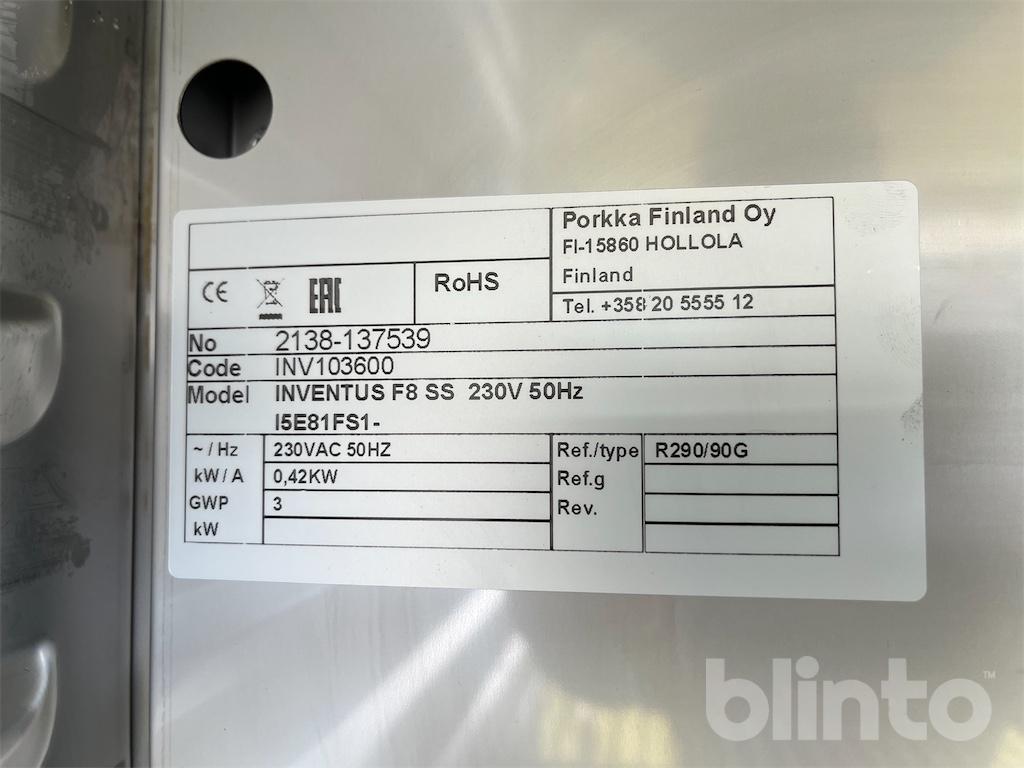 Porkka Finland Oy
FI-15860 HOLLOLA
Finland
Tel. +358 20 5555 12
CE EAC RoHS
No 2138-137539
Code INV103600
Model INVENTUS F8 SS 230V 50Hz
I5E81FS1-
~ / Hz 230VAC 50HZ Ref./type R290/90G
kW / A 0,42KW Ref.g
GWP 3 Rev.
kW
blinto™